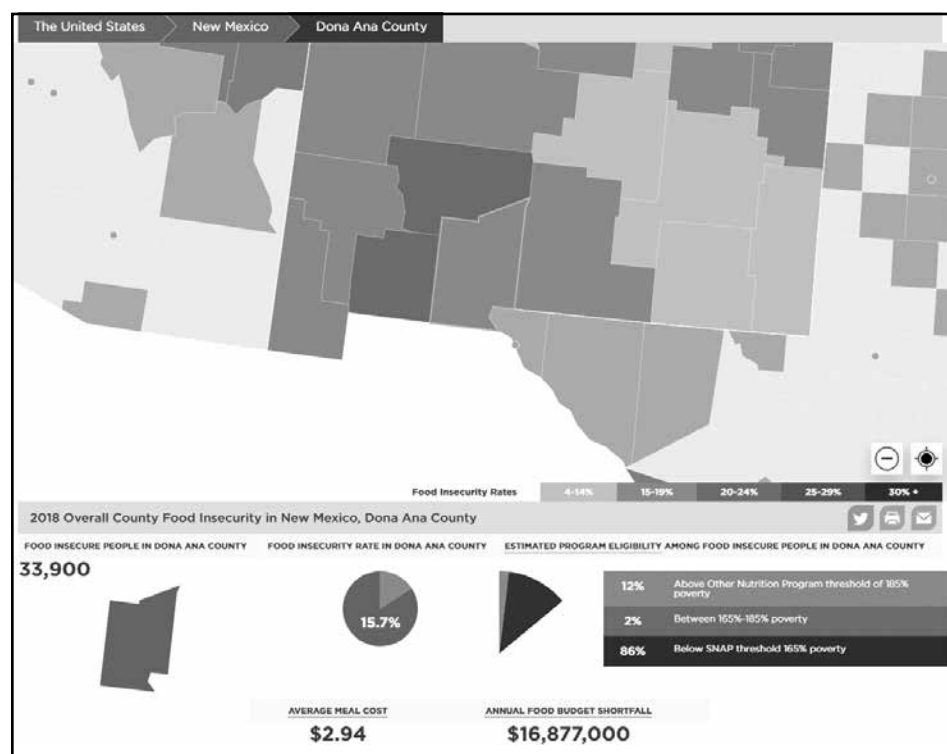 The United States New Mexico Dona Ana County
Food Insecurity Rates 4-14% 15-19% 20-24% 25-29% 30% +
2018 Overall County Food Insecurity in New Mexico, Dona Ana County
FOOD INSECURE PEOPLE IN DONA ANA COUNTY
33,900
FOOD INSECURITY RATE IN DONA ANA COUNTY
15.7%
ESTIMATED PROGRAM ELIGIBILITY AMONG FOOD INSECURE PEOPLE IN DONA ANA COUNTY
12% Above Other Nutrition Program threshold of 185%
poverty
2% Between 165%-185% poverty
86% Below SNAP threshold 165% poverty
AVERAGE MEAL COST
$2.94
ANNUAL FOOD BUDGET SHORTFALL
$16,877,000